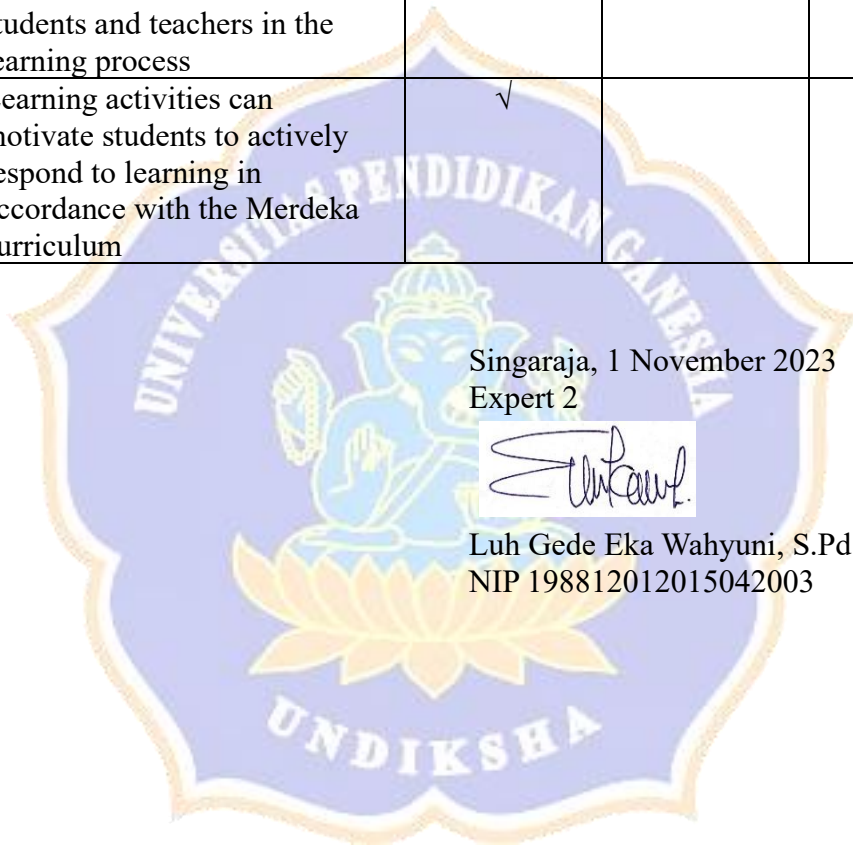 tudents and teachers in the
earning process
earning activities can
√
otivate students to actively
espond to learning in
ccordance with the Merdeka
urriculum
UNIVERSITAS PENDIDIKAN GANESHA
Singaraja, 1 November 2023
Expert 2
Luh Gede Eka Wahyuni, S.Pd
NIP 198812012015042003
UNDIKSHA